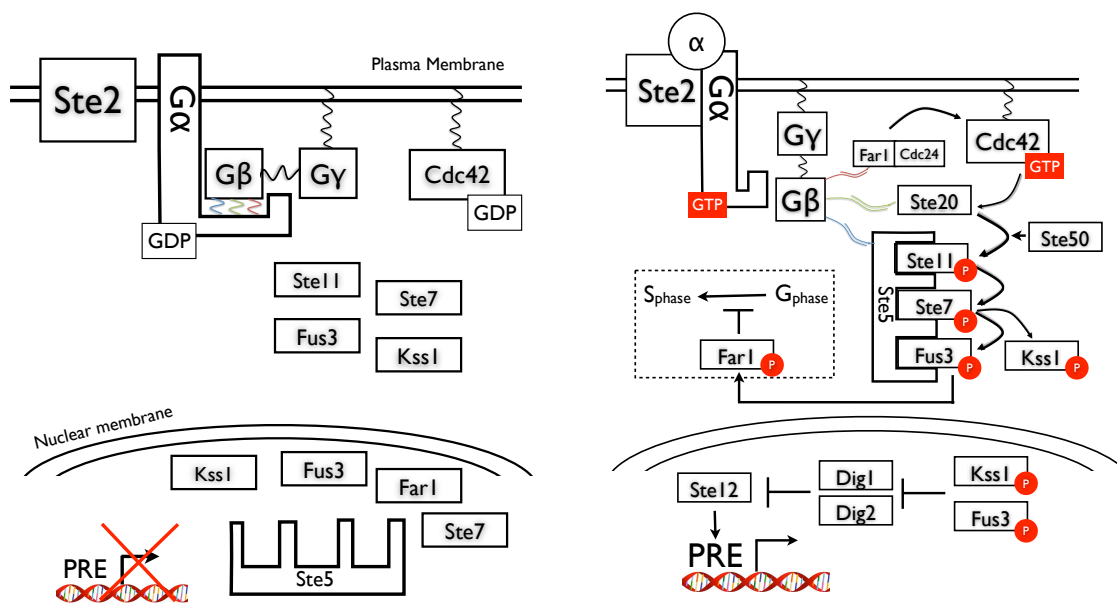 Plasma Membrane
Ste2
Gα
Gβ
Gγ
Cdc42
GDP
GDP
Ste11
Ste7
Fus3
Kss1
Nuclear membrane
Kss1
Fus3
Far1
Ste7
Ste5
PRE
α
Ste2
Gα
GTP
Gγ
Gβ
Far1
Cdc24
Cdc42
GTP
Ste20
Ste50
Ste5
Ste11
P
Ste7
P
Fus3
P
Kss1
P
Sphase
Gphase
Far1
P
Ste12
Dig1
Dig2
Kss1
P
Fus3
P
PRE